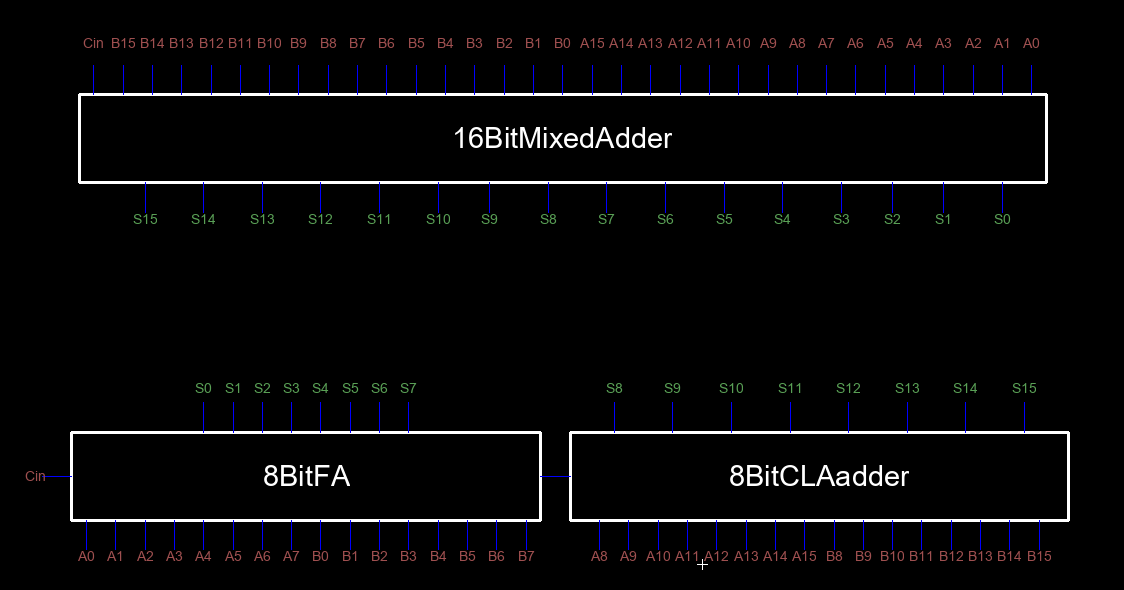 Cin B15 B14 B13 B12 B11 B10 B9 B8 B7 B6 B5 B4 B3 B2 B1 B0 A15 A14 A13 A12 A11 A10 A9 A8 A7 A6 A5 A4 A3 A2 A1 A0
16BitMixedAdder
S15 S14 S13 S12 S11 S10 S9 S8 S7 S6 S5 S4 S3 S2 S1 S0
S0 S1 S2 S3 S4 S5 S6 S7 S8 S9 S10 S11 S12 S13 S14 S15
Cin 8BitFA 8BitCLAadder
A0 A1 A2 A3 A4 A5 A6 A7 B0 B1 B2 B3 B4 B5 B6 B7 A8 A9 A10 A11 A12 A13 A14 A15 B8 B9 B10 B11 B12 B13 B14 B15